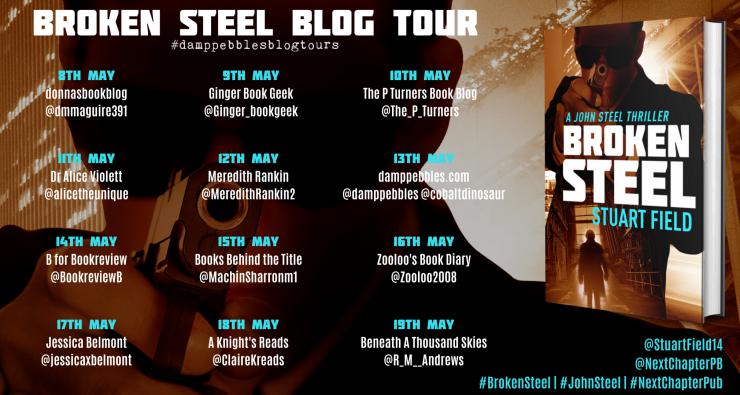 BROKEN STEEL BLOG TOUR
#damppebblesblogtours
8TH MAY
donnasbookblog
@dmmaguire391
9TH MAY
Ginger Book Geek
@Ginger_bookgeek
10TH MAY
The P Turners Book Blog
@The_P_Turners
11TH MAY
Dr Alice Violett
@alicetheunique
12TH MAY
Meredith Rankin
@MeredithRankin2
13TH MAY
damppebbles.com
@damppebbles @cobaltdinosaur
14TH MAY
B for Bookreview
@BookreviewB
15TH MAY
Books Behind the Title
@MachinSharronm1
16TH MAY
Zooloo's Book Diary
@Zooloo2008
17TH MAY
Jessica Belmont
@jessicaxbelmont
18TH MAY
A Knight's Reads
@ClaireKreads
19TH MAY
Beneath A Thousand Skies
@R_M__Andrews
A JOHN STEEL THRILLER
BROKEN
STEEL
STUART FIELD
@StuartField14
@NextChapterPB
#BrokenSteel | #JohnSteel | #NextChapterPub